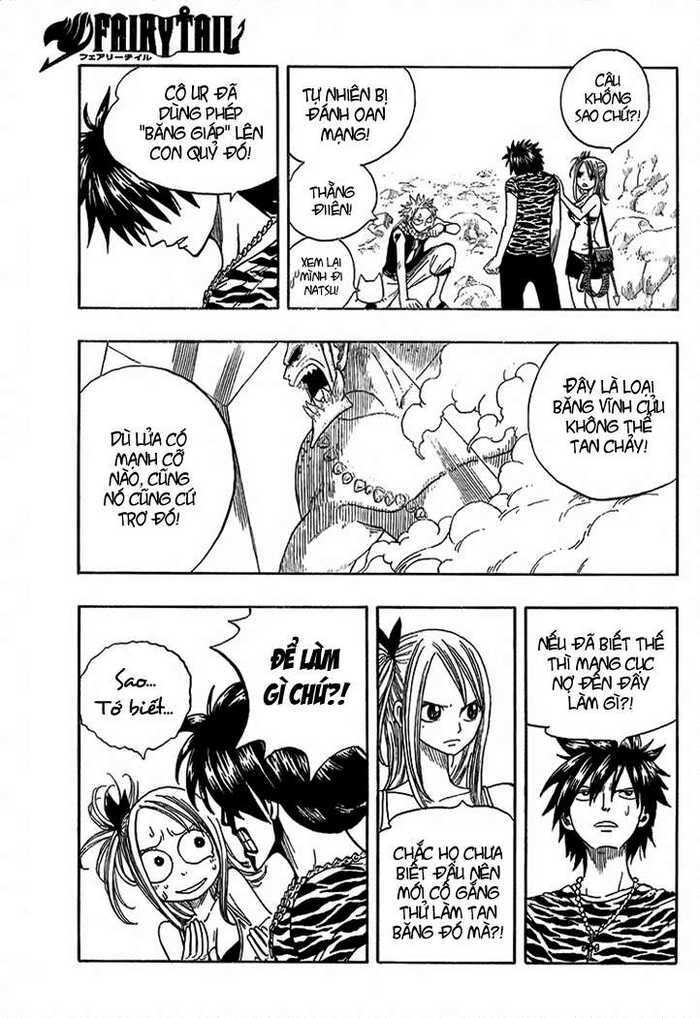 FAIRY TAIL
フェアリーテイル
CẬU
KHÔNG
SAO CHỨ?!
TỰ NHIÊN BỊ
ĐÁNH OAN
MẠNG!
THẰNG
ĐIIÊN!
XEM LẠI
MÌNH ĐI
NATSU!
CÔ UR ĐÃ
DÙNG PHÉP
"BĂNG GIÁP" LÊN
CON QUỶ ĐÓ!
ĐÂY LÀ LOẠI
BĂNG VĨNH CỬU
KHÔNG THỂ
TAN CHẢY!
DÙ LỬA CÓ
MẠNH CỠ
NÀO, CŨNG
NÓ CŨNG CỨ
TRƠ ĐÓ!
NẾU ĐÃ BIẾT THẾ
THÌ MANG CỤC
NỢ ĐẾN ĐÂY
LÀM GÌ?!
CHẮC HỌ CHƯA
BIẾT ĐÂU NÊN
MỚI CỐ GẮNG
THỬ LÀM TAN
BĂNG ĐÓ MÀ?!
ĐỂ LÀM
GÌ CHỨ?!
Sao...
Tớ biết...